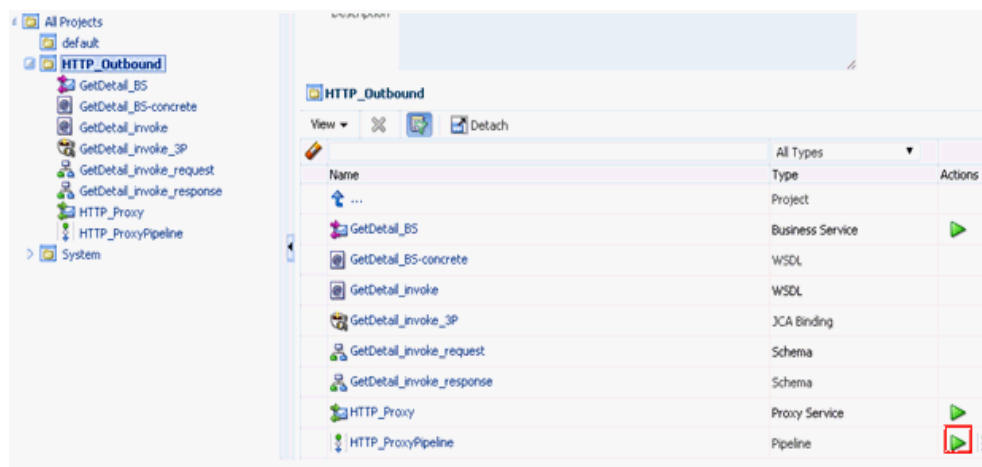 All Projects
default
HTTP_Outbound
GetDetail_BS
GetDetail_BS-concrete
GetDetail_invoke
GetDetail_invoke_3P
GetDetail_invoke_request
GetDetail_invoke_response
HTTP_Proxy
HTTP_ProxyPipeline
System
Description
HTTP_Outbound
View Detach
All Types
Name Type Actions
... Project
GetDetail_BS Business Service
GetDetail_BS-concrete WSDL
GetDetail_invoke WSDL
GetDetail_invoke_3P JCA Binding
GetDetail_invoke_request Schema
GetDetail_invoke_response Schema
HTTP_Proxy Proxy Service
HTTP_ProxyPipeline Pipeline